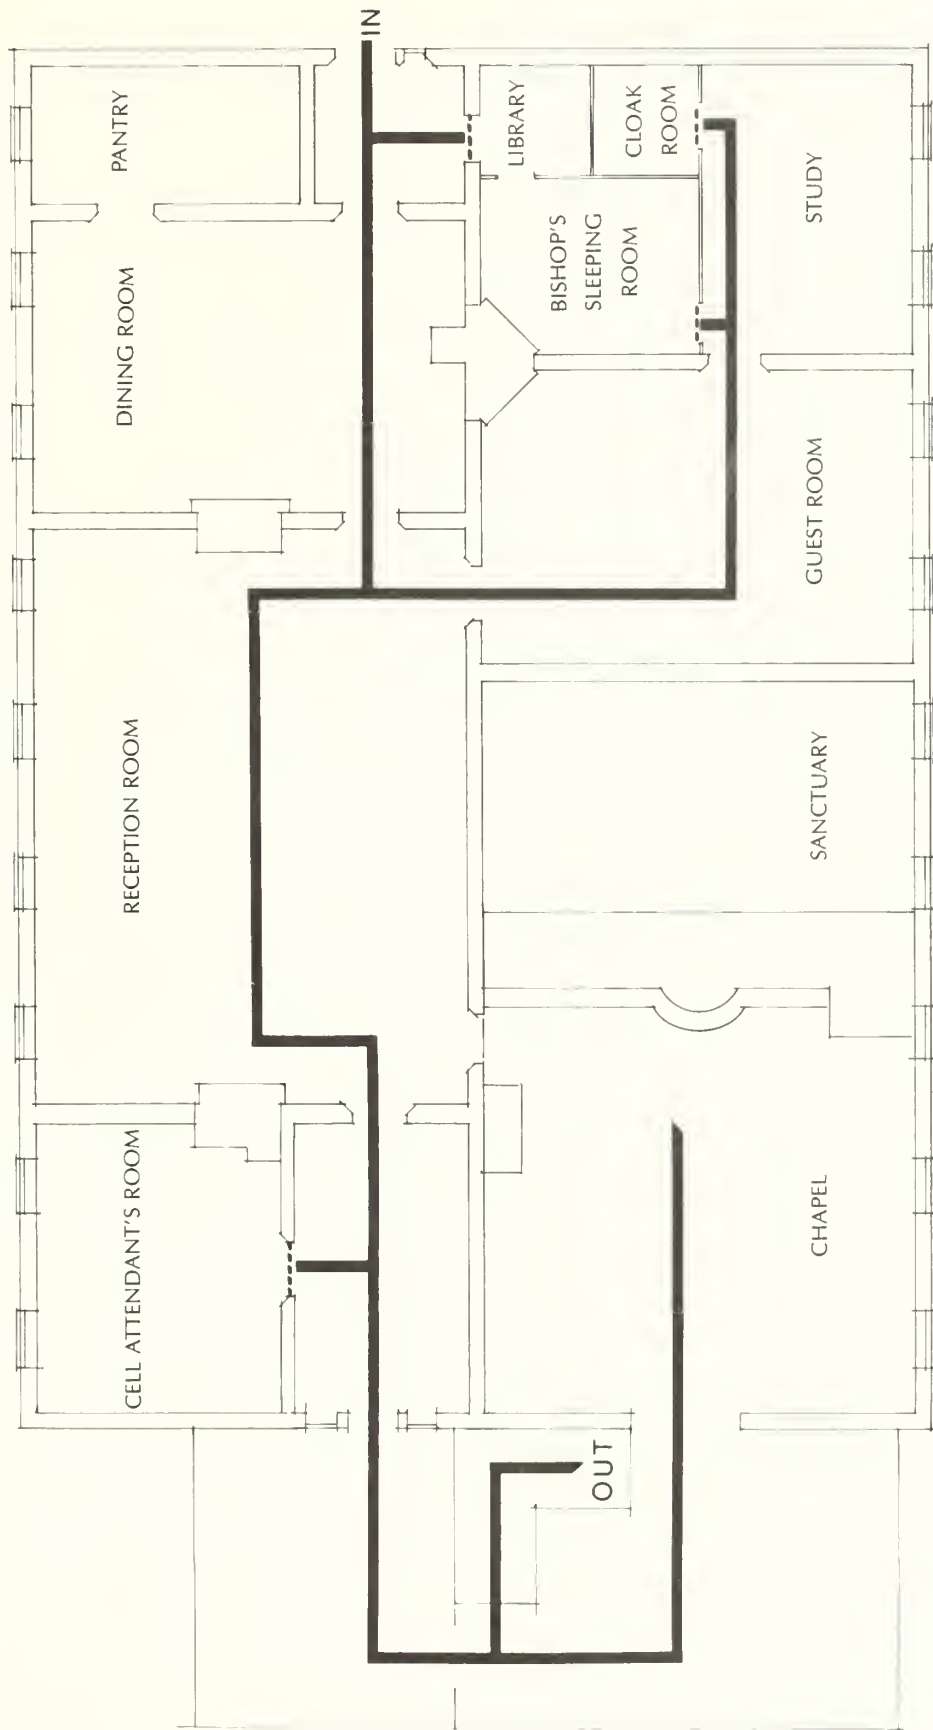 IN
PANTRY
DINING ROOM
RECEPTION ROOM
CELL ATTENDANT'S ROOM
LIBRARY
CLOAK
ROOM
BISHOP'S
SLEEPING
ROOM
STUDY
GUEST ROOM
SANCTUARY
CHAPEL
OUT